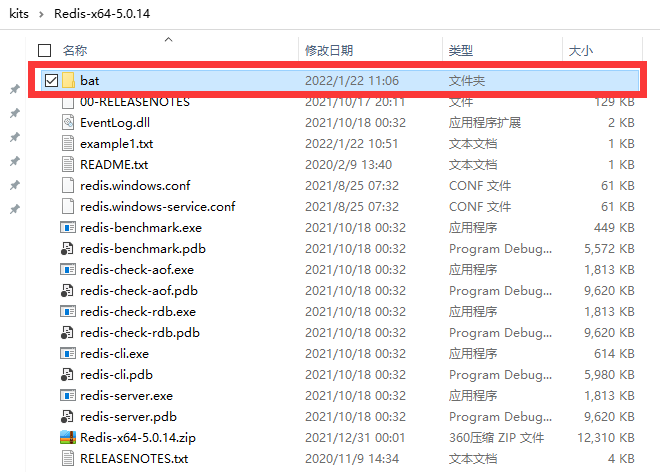 kits › Redis-x64-5.0.14
名称 修改日期 类型 大小
bat 2022/1/22 11:06 文件夹
00-RELEASENOTES 2021/10/17 20:11 文件 129 KB
EventLog.dll 2021/10/18 00:32 应用程序扩展 2 KB
example1.txt 2022/1/22 10:51 文本文档 1 KB
README.txt 2020/2/9 13:40 文本文档 1 KB
redis.windows.conf 2021/8/25 07:32 CONF 文件 61 KB
redis.windows-service.conf 2021/8/25 07:32 CONF 文件 61 KB
redis-benchmark.exe 2021/10/18 00:32 应用程序 449 KB
redis-benchmark.pdb 2021/10/18 00:32 Program Debug... 5,572 KB
redis-check-aof.exe 2021/10/18 00:32 应用程序 1,813 KB
redis-check-aof.pdb 2021/10/18 00:32 Program Debug... 9,620 KB
redis-check-rdb.exe 2021/10/18 00:32 应用程序 1,813 KB
redis-check-rdb.pdb 2021/10/18 00:32 Program Debug... 9,620 KB
redis-cli.exe 2021/10/18 00:32 应用程序 614 KB
redis-cli.pdb 2021/10/18 00:32 Program Debug... 5,980 KB
redis-server.exe 2021/10/18 00:32 应用程序 1,813 KB
redis-server.pdb 2021/10/18 00:32 Program Debug... 9,620 KB
Redis-x64-5.0.14.zip 2021/12/31 00:01 360压缩 ZIP 文件 12,310 KB
RELEASENOTES.txt 2020/11/9 14:34 文本文档 4 KB